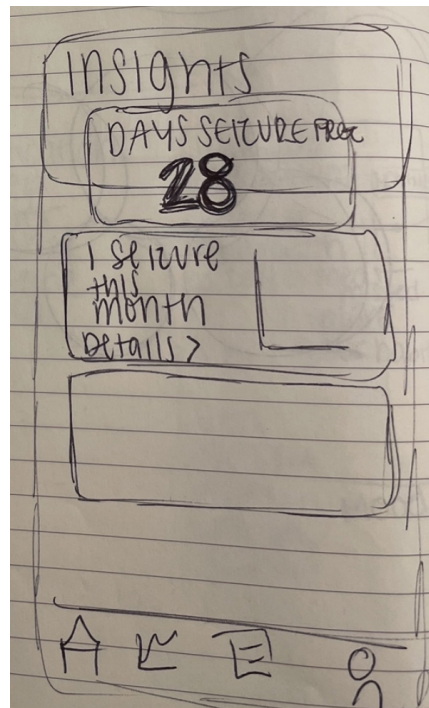 Insights
DAYS SEIZURE FREE
28
1 Seizure
this
month
Details >